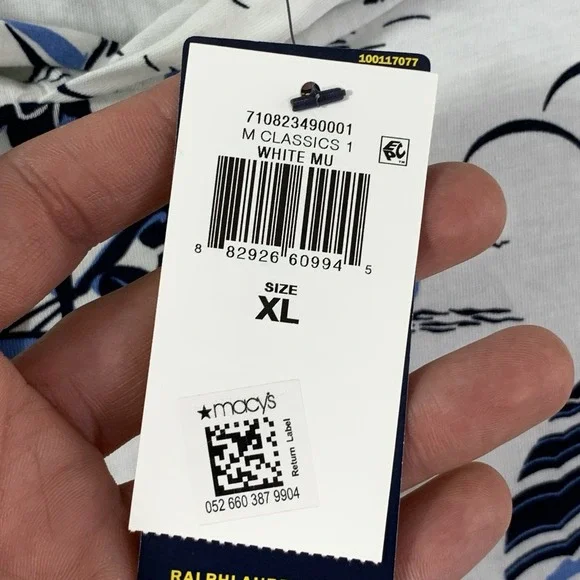 100117077
710823490001
M CLASSICS 1
WHITE MU
EPC
8 82926 60994 5
SIZE
XL
★macy's
Return Label
052 660 387 9904